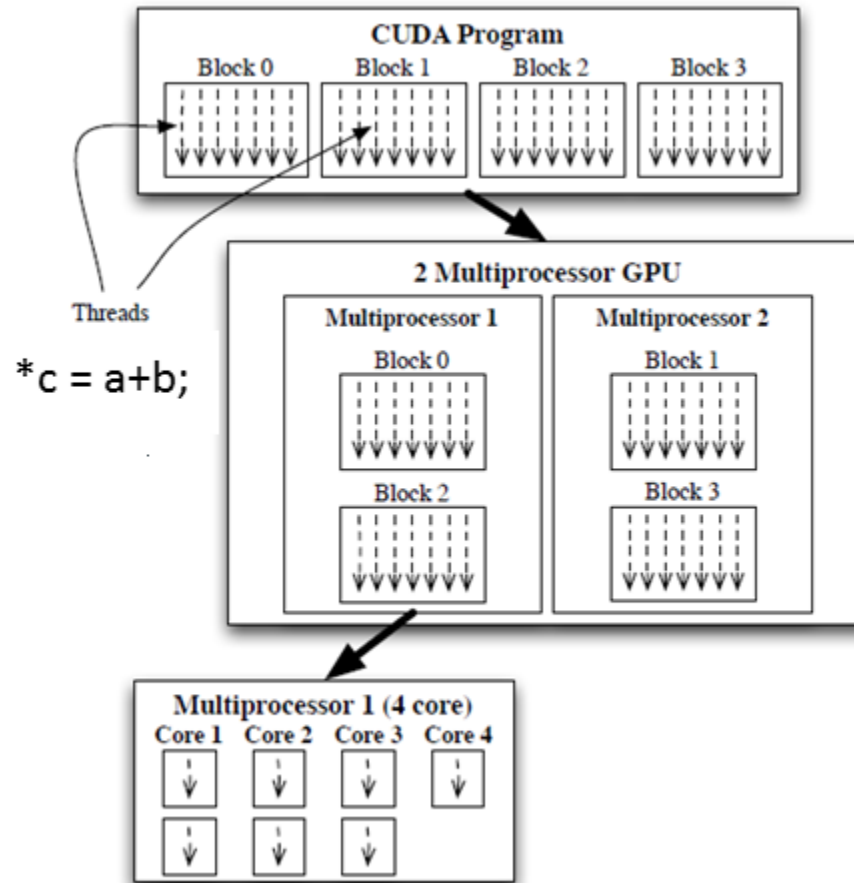 CUDA Program
Block 0 Block 1 Block 2 Block 3
Threads
*c = a+b;
2 Multiprocessor GPU
Multiprocessor 1 Multiprocessor 2
Block 0 Block 1
Block 2 Block 3
Multiprocessor 1 (4 core)
Core 1 Core 2 Core 3 Core 4